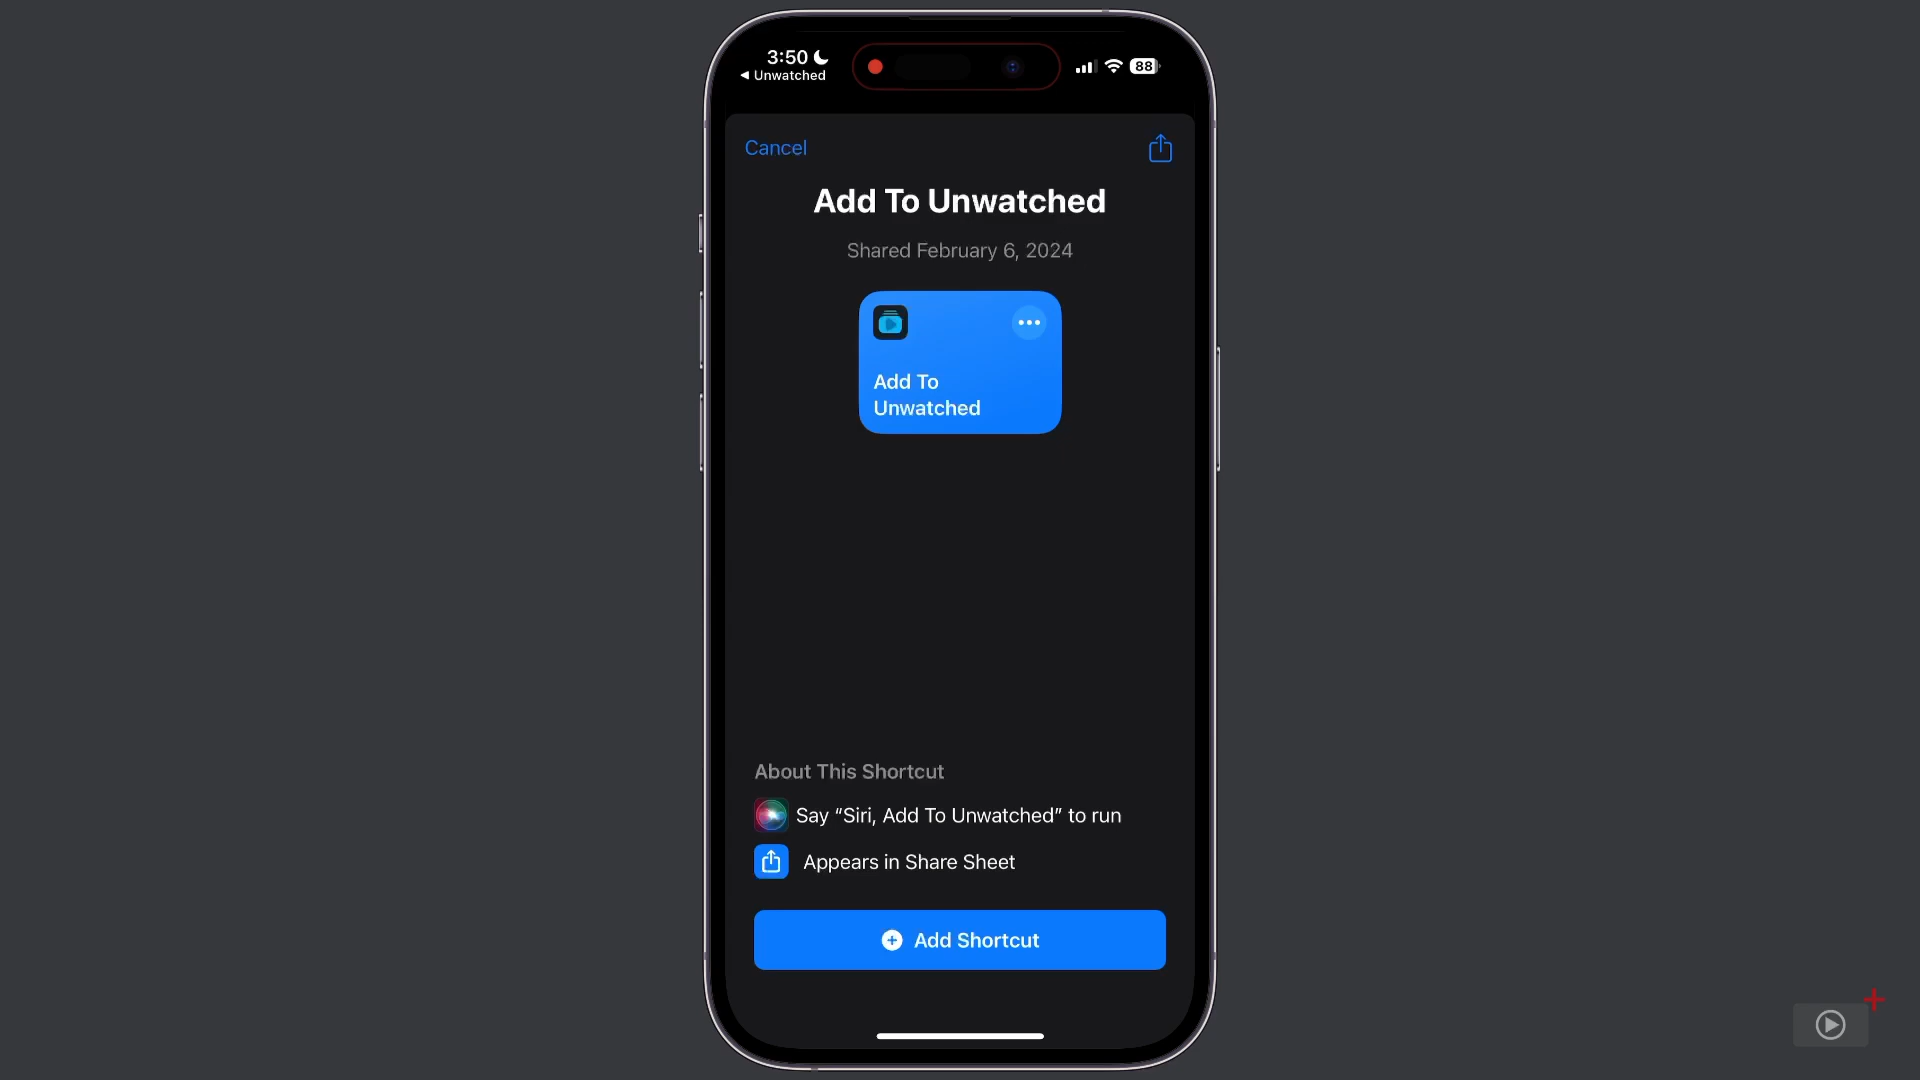 3:50
88
◀ Unwatched
Cancel
Add To Unwatched
Shared February 6, 2024
Add To
Unwatched
About This Shortcut
Say “Siri, Add To Unwatched” to run
Appears in Share Sheet
Add Shortcut